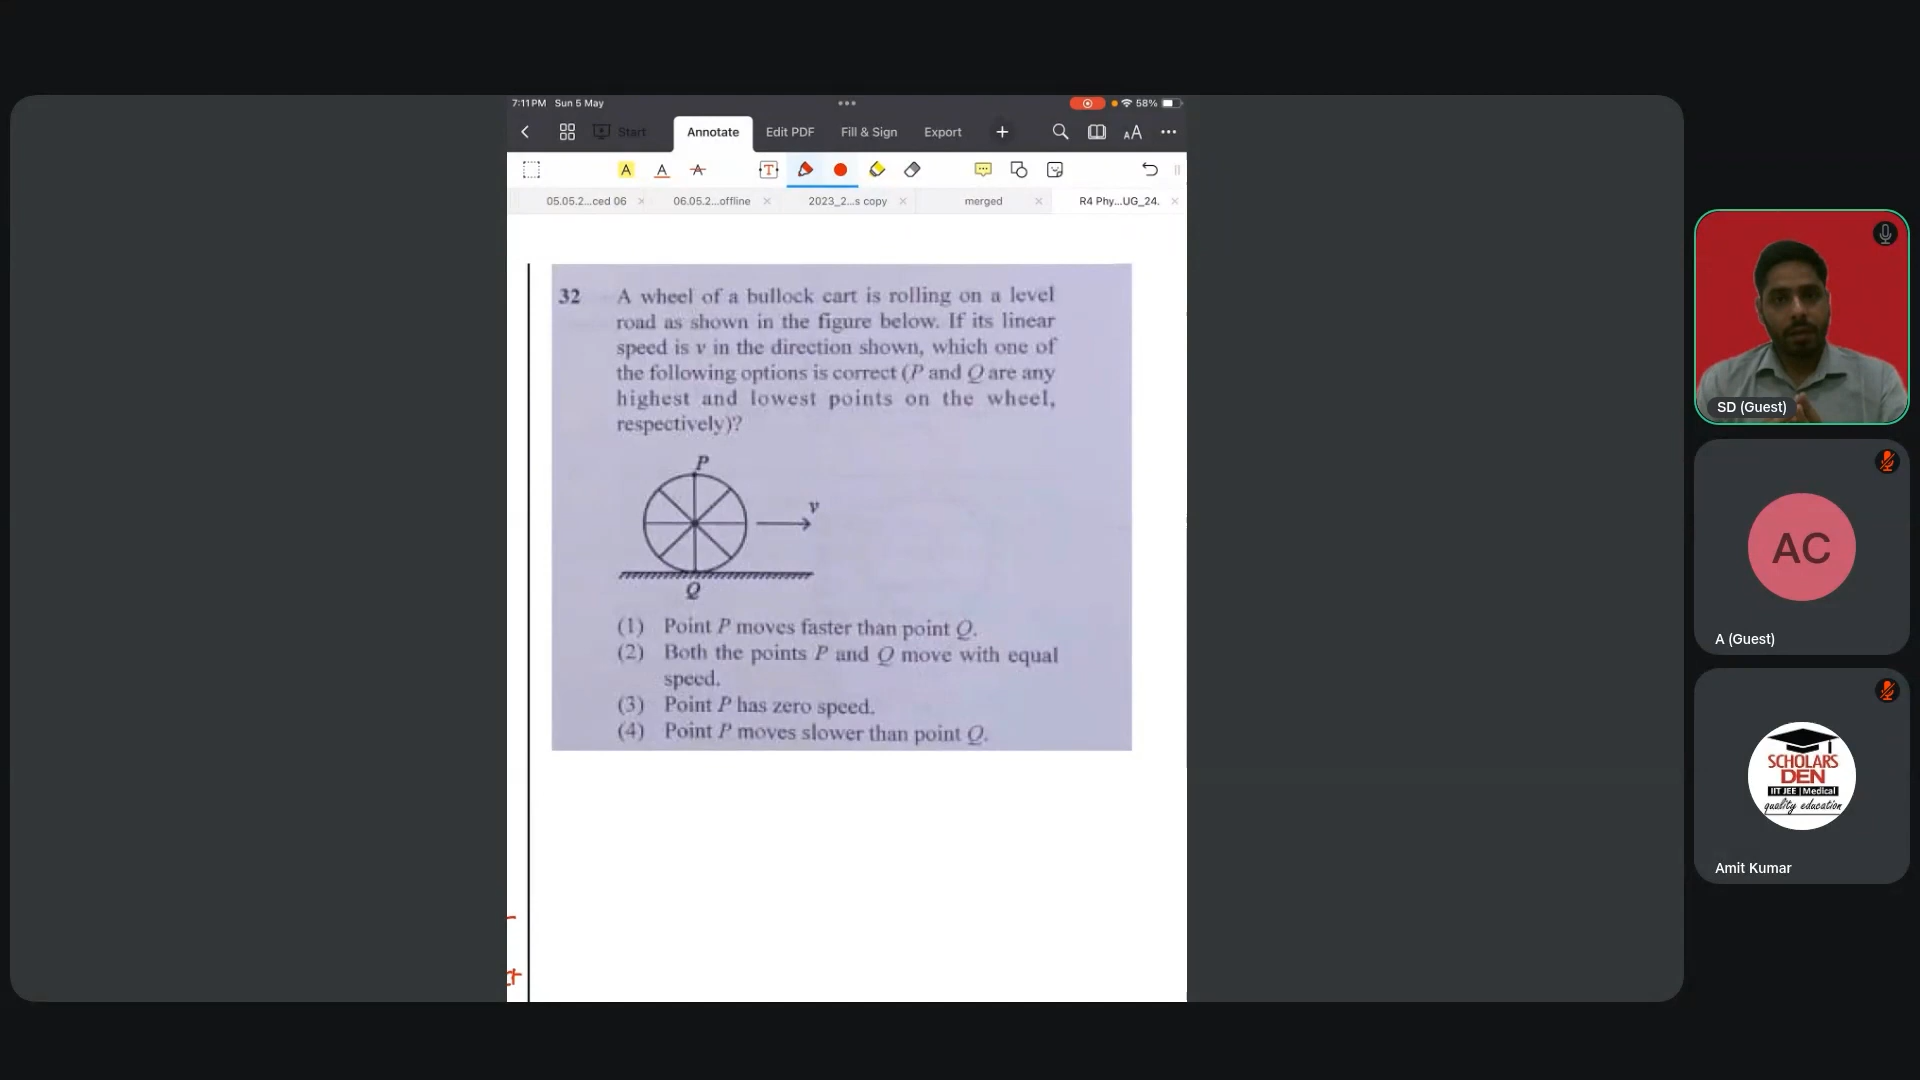 7:11 PM Sun 5 May
58%
Start
Annotate
Edit PDF
Fill & Sign
Export
05.05.2...ced 06
06.05.2...offline
2023_2...s copy
merged
R4 Phy...UG_24.
32 A wheel of a bullock cart is rolling on a level
road as shown in the figure below. If its linear
speed is v in the direction shown, which one of
the following options is correct (P and Q are any
highest and lowest points on the wheel,
respectively)?
P
v
Q
(1) Point P moves faster than point Q.
(2) Both the points P and Q move with equal
speed.
(3) Point P has zero speed.
(4) Point P moves slower than point Q.
SD (Guest)
AC
A (Guest)
SCHOLARS
DEN
IIT JEE | Medical
quality education
Amit Kumar